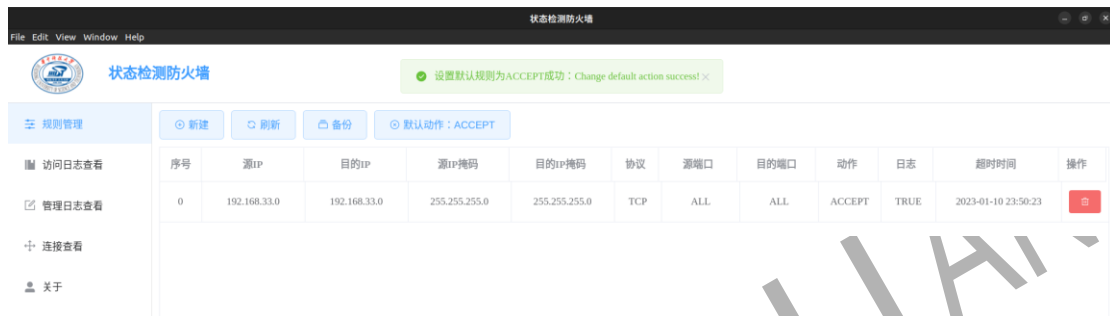 状态检测防火墙
File Edit View Window Help
状态检测防火墙
设置默认规则为ACCEPT成功：Change default action success!
规则管理
新建 刷新 备份 默认动作：ACCEPT
访问日志查看
序号 源IP 目的IP 源IP掩码 目的IP掩码 协议 源端口 目的端口 动作 日志 超时时间 操作
管理日志查看
0 192.168.33.0 192.168.33.0 255.255.255.0 255.255.255.0 TCP ALL ALL ACCEPT TRUE 2023-01-10 23:50:23
连接查看
关于